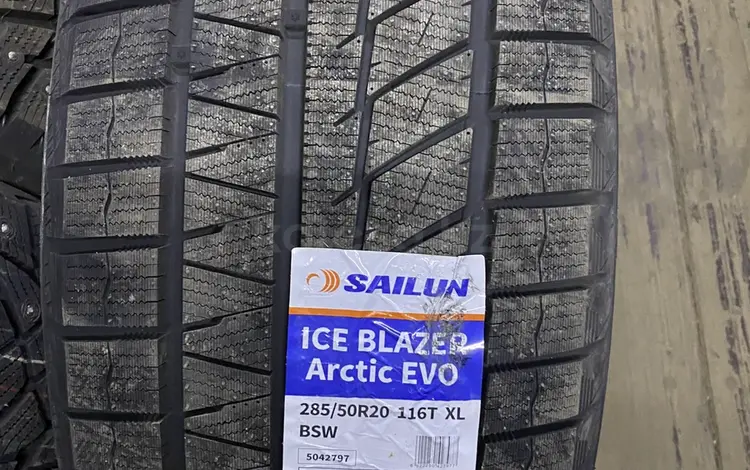 SAILUN
ICE BLAZER
Arctic EVO
285/50R20 116T XL
BSW
5042797